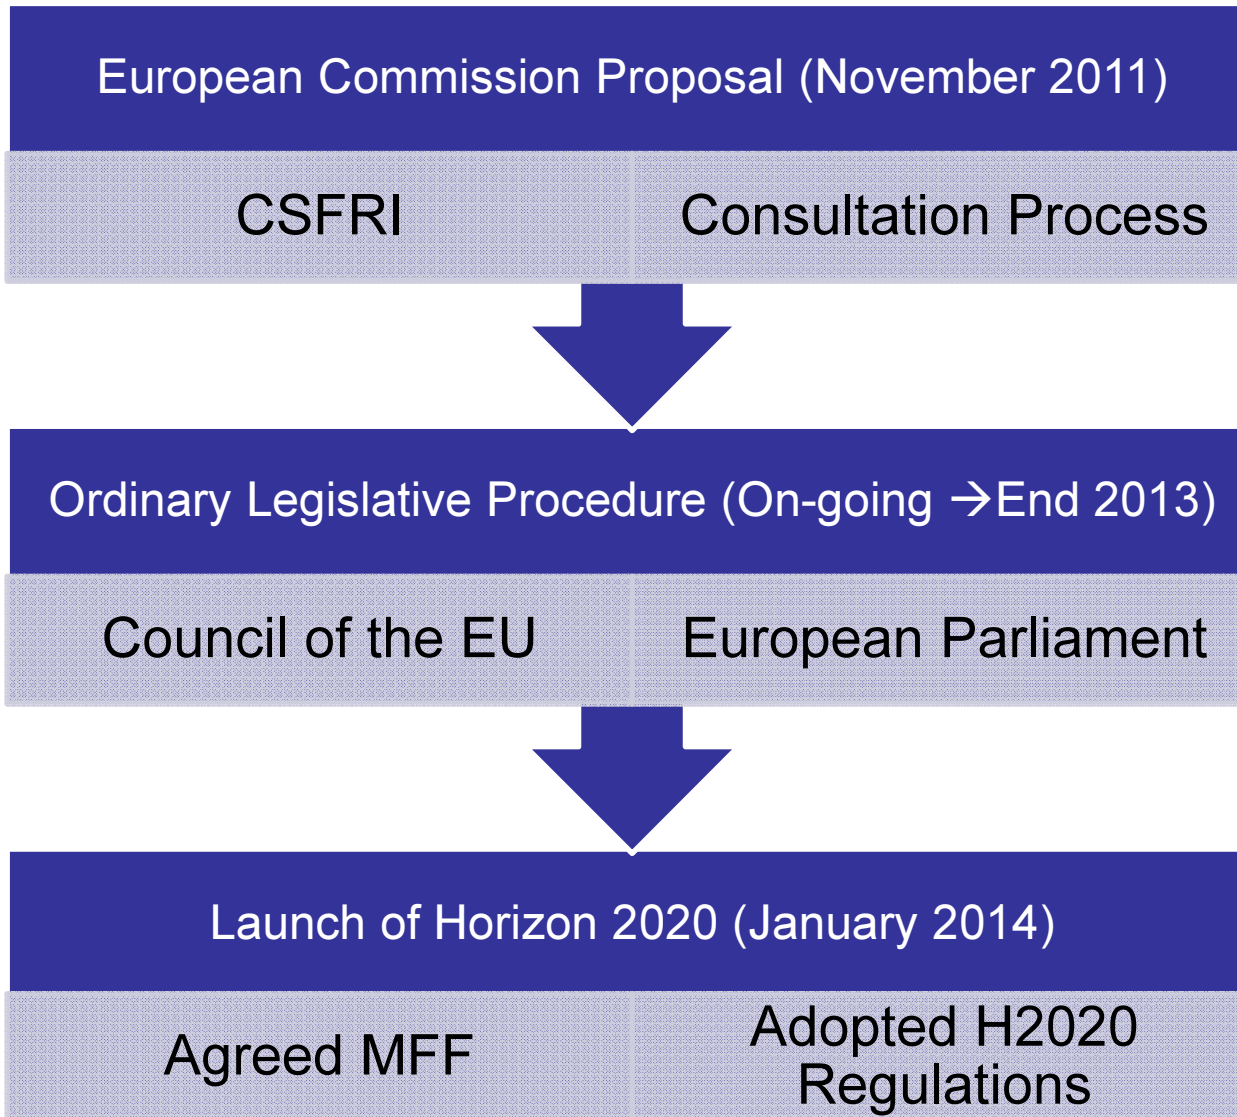 European Commission Proposal (November 2011)
CSFRI
Consultation Process
Ordinary Legislative Procedure (On-going →End 2013)
Council of the EU
European Parliament
Launch of Horizon 2020 (January 2014)
Agreed MFF
Adopted H2020
Regulations